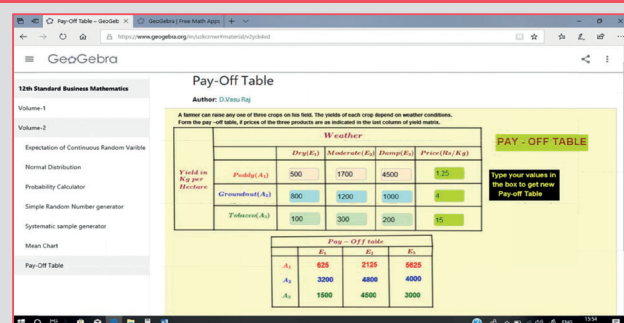 Pay-Off Table - GeoGeb
GeoGebra | Free Math Apps
GeoGebra
12th Standard Business Mathematics
Volume-1
Volume-2
Expectation of Continuous Random Varible
Normal Distribution
Probability Calculator
Simple Random Number generator
Systematic sample generator
Mean Chart
Pay-Off Table
Pay-Off Table
Author: D.Vasu Raj
A farmer can raise any one of three crops on his field. The yields of each crop depend on weather conditions.
Form the pay -off table, if prices of the three products are as indicated in the last column of yield matrix.
Weather
Dry(E₁) Moderate(E₂) Damp(E₃) Price(Rs/Kg)
Yield in Kg per Hectare
Paddy(A₁) 500 1700 4500 1.25
Groundnut(A₂) 800 1200 1000 4
Tobacco(A₃) 100 300 200 15
PAY - OFF TABLE
Type your values in
the box to get new
Pay-off Table
Pay - Off table
E₁ E₂ E₃
A₁ 625 2125 5625
A₂ 3200 4800 4000
A₃ 1500 4500 3000
ENG
15:54